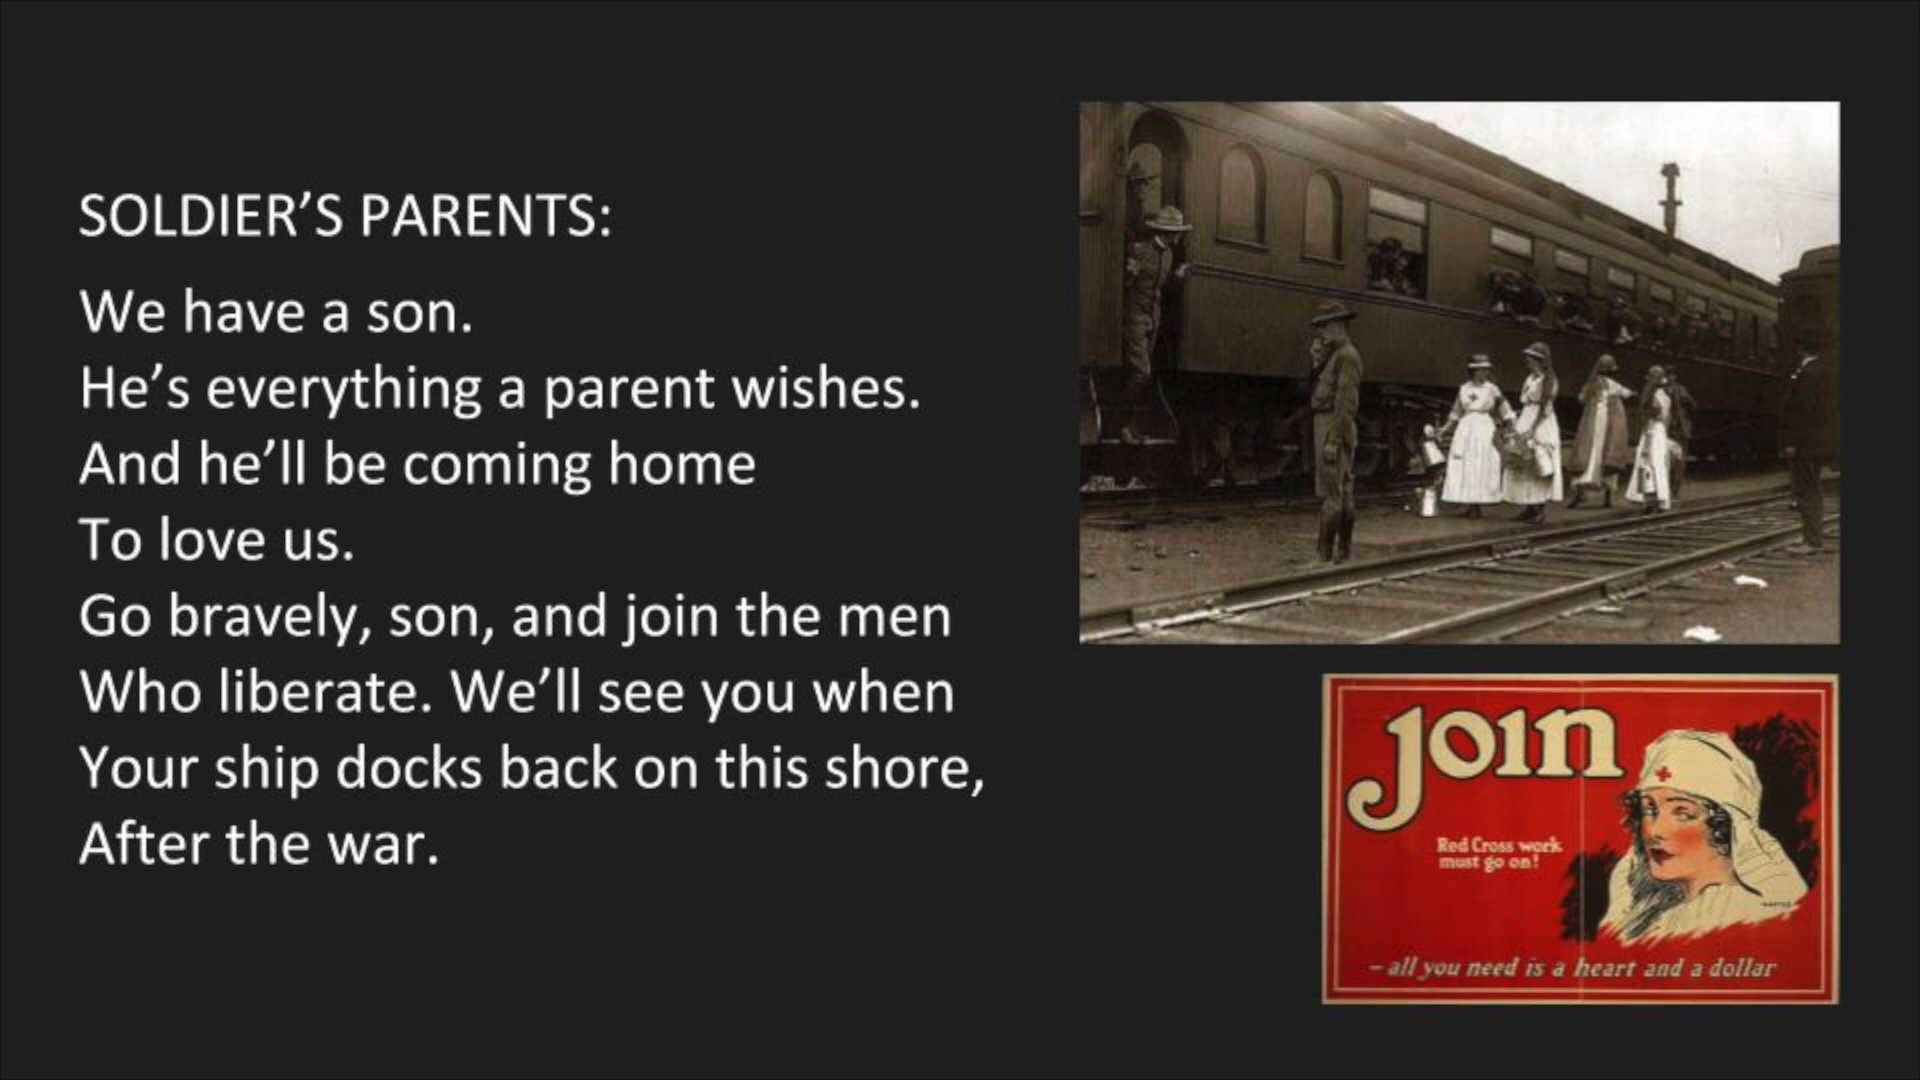 SOLDIER’S PARENTS:
We have a son.
He’s everything a parent wishes.
And he’ll be coming home
To love us.
Go bravely, son, and join the men
Who liberate. We’ll see you when
Your ship docks back on this shore,
After the war.
Join
Red Cross work
must go on!
– all you need is a heart and a dollar